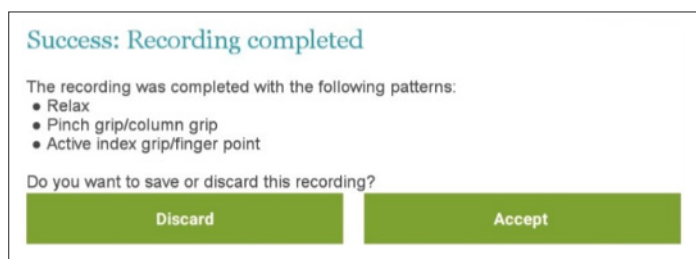 Success: Recording completed
The recording was completed with the following patterns:
● Relax
● Pinch grip/column grip
● Active index grip/finger point
Do you want to save or discard this recording?
Discard Accept